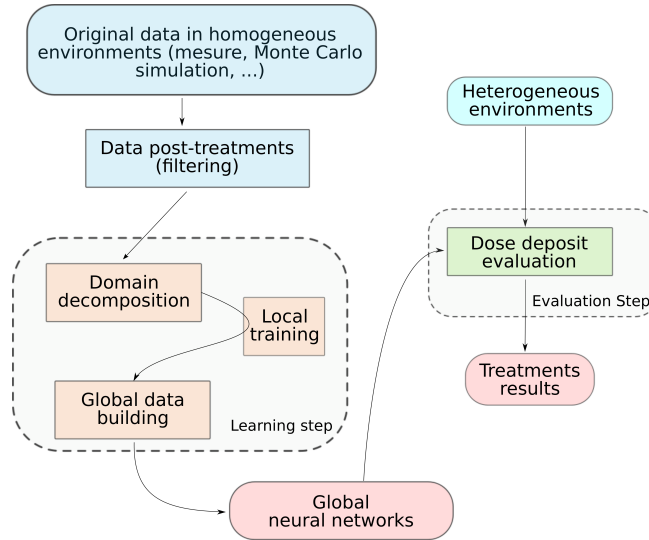 Original data in homogeneous
environments (mesure, Monte Carlo
simulation, ...)
Data post-treatments
(filtering)
Domain
decomposition
Local
training
Global data
building
Learning step
Global
neural networks
Heterogeneous
environments
Dose deposit
evaluation
Evaluation Step
Treatments
results